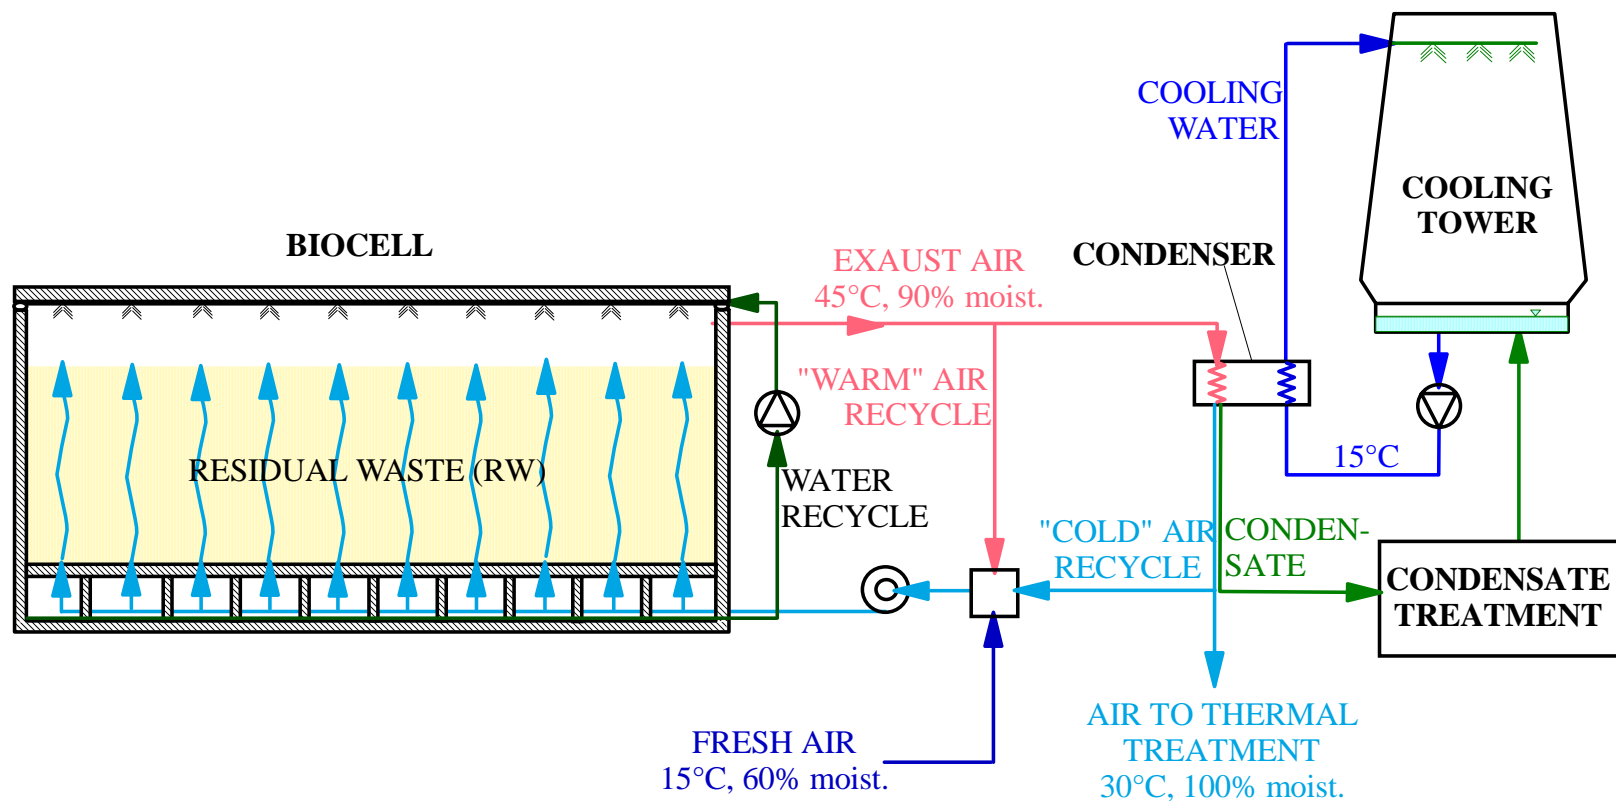 COOLING
WATER
COOLING
TOWER
BIOCELL
EXAUST AIR
45°C, 90% moist.
CONDENSER
"WARM" AIR
RECYCLE
RESIDUAL WASTE (RW)
WATER
RECYCLE
15°C
"COLD" AIR
RECYCLE
CONDEN-
SATE
CONDENSATE
TREATMENT
FRESH AIR
15°C, 60% moist.
AIR TO THERMAL
TREATMENT
30°C, 100% moist.